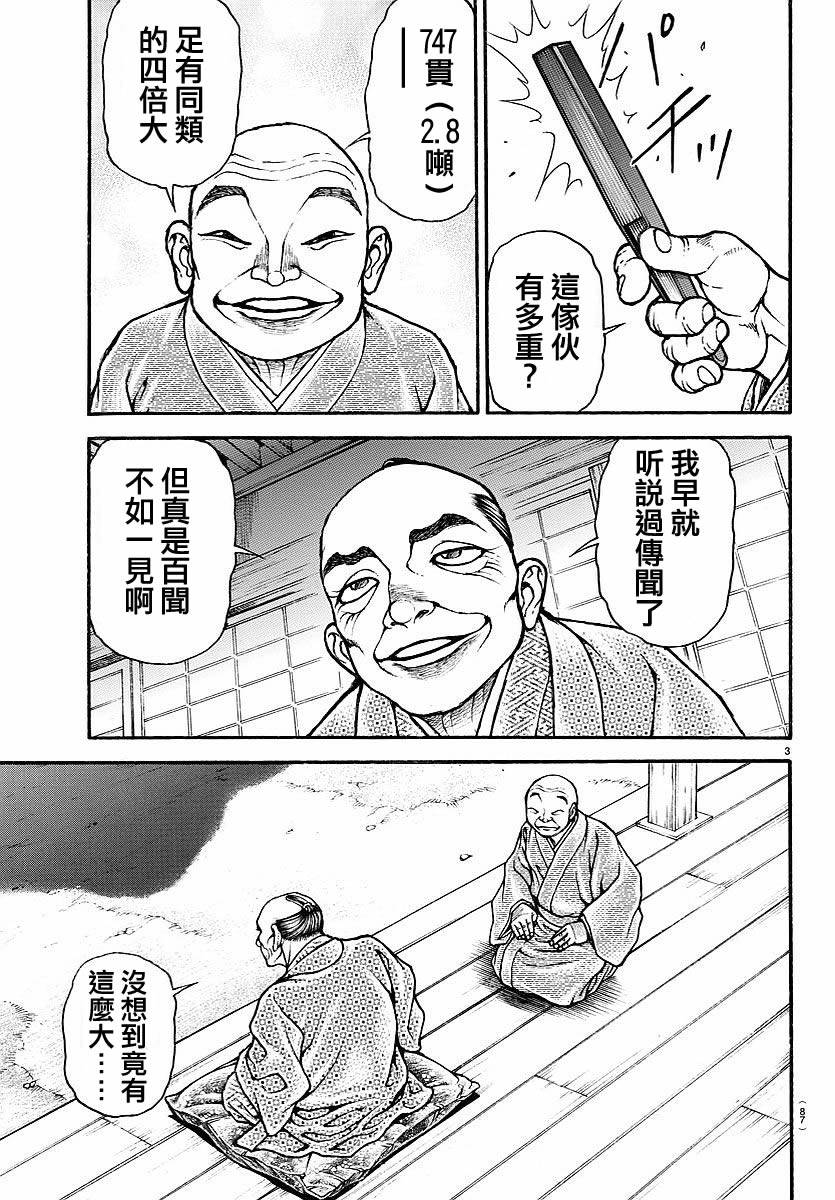 パチッ
這傢伙
有多重？
747
貫（
2.8
噸）
—
足有同類
的四倍大
我早就
听説過傳聞了
但真是百聞
不如一見啊
3
沒想到竟有
這麼大……
（87）